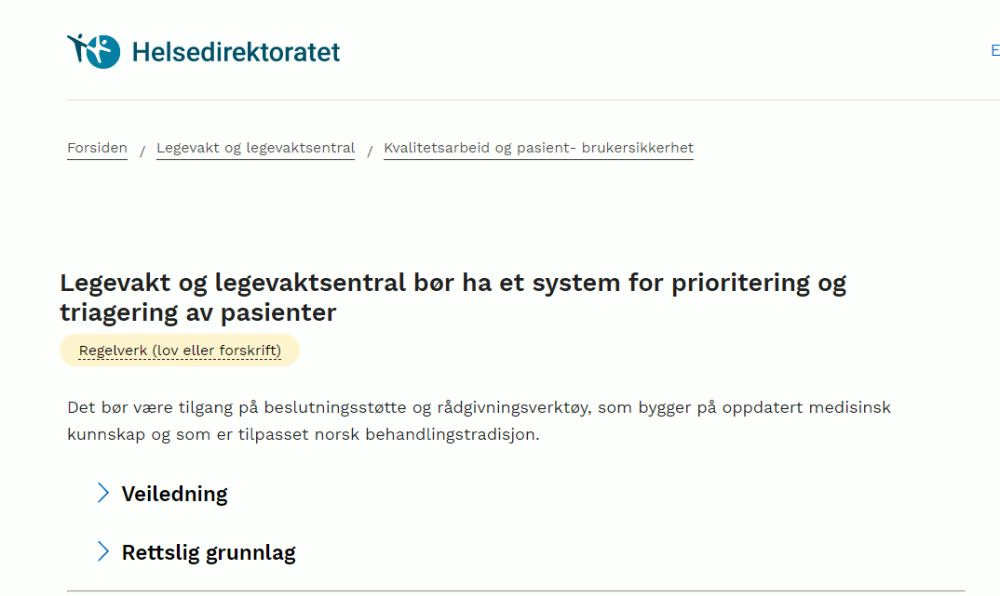 Helsedirektoratet
E
Forsiden / Legevakt og legevaktsentral / Kvalitetsarbeid og pasient- brukersikkerhet
Legevakt og legevaktsentral bør ha et system for prioritering og
triagering av pasienter
Regelverk (lov eller forskrift)
Det bør være tilgang på beslutningsstøtte og rådgivningsverktøy, som bygger på oppdatert medisinsk
kunnskap og som er tilpasset norsk behandlingstradisjon.
Veiledning
Rettslig grunnlag